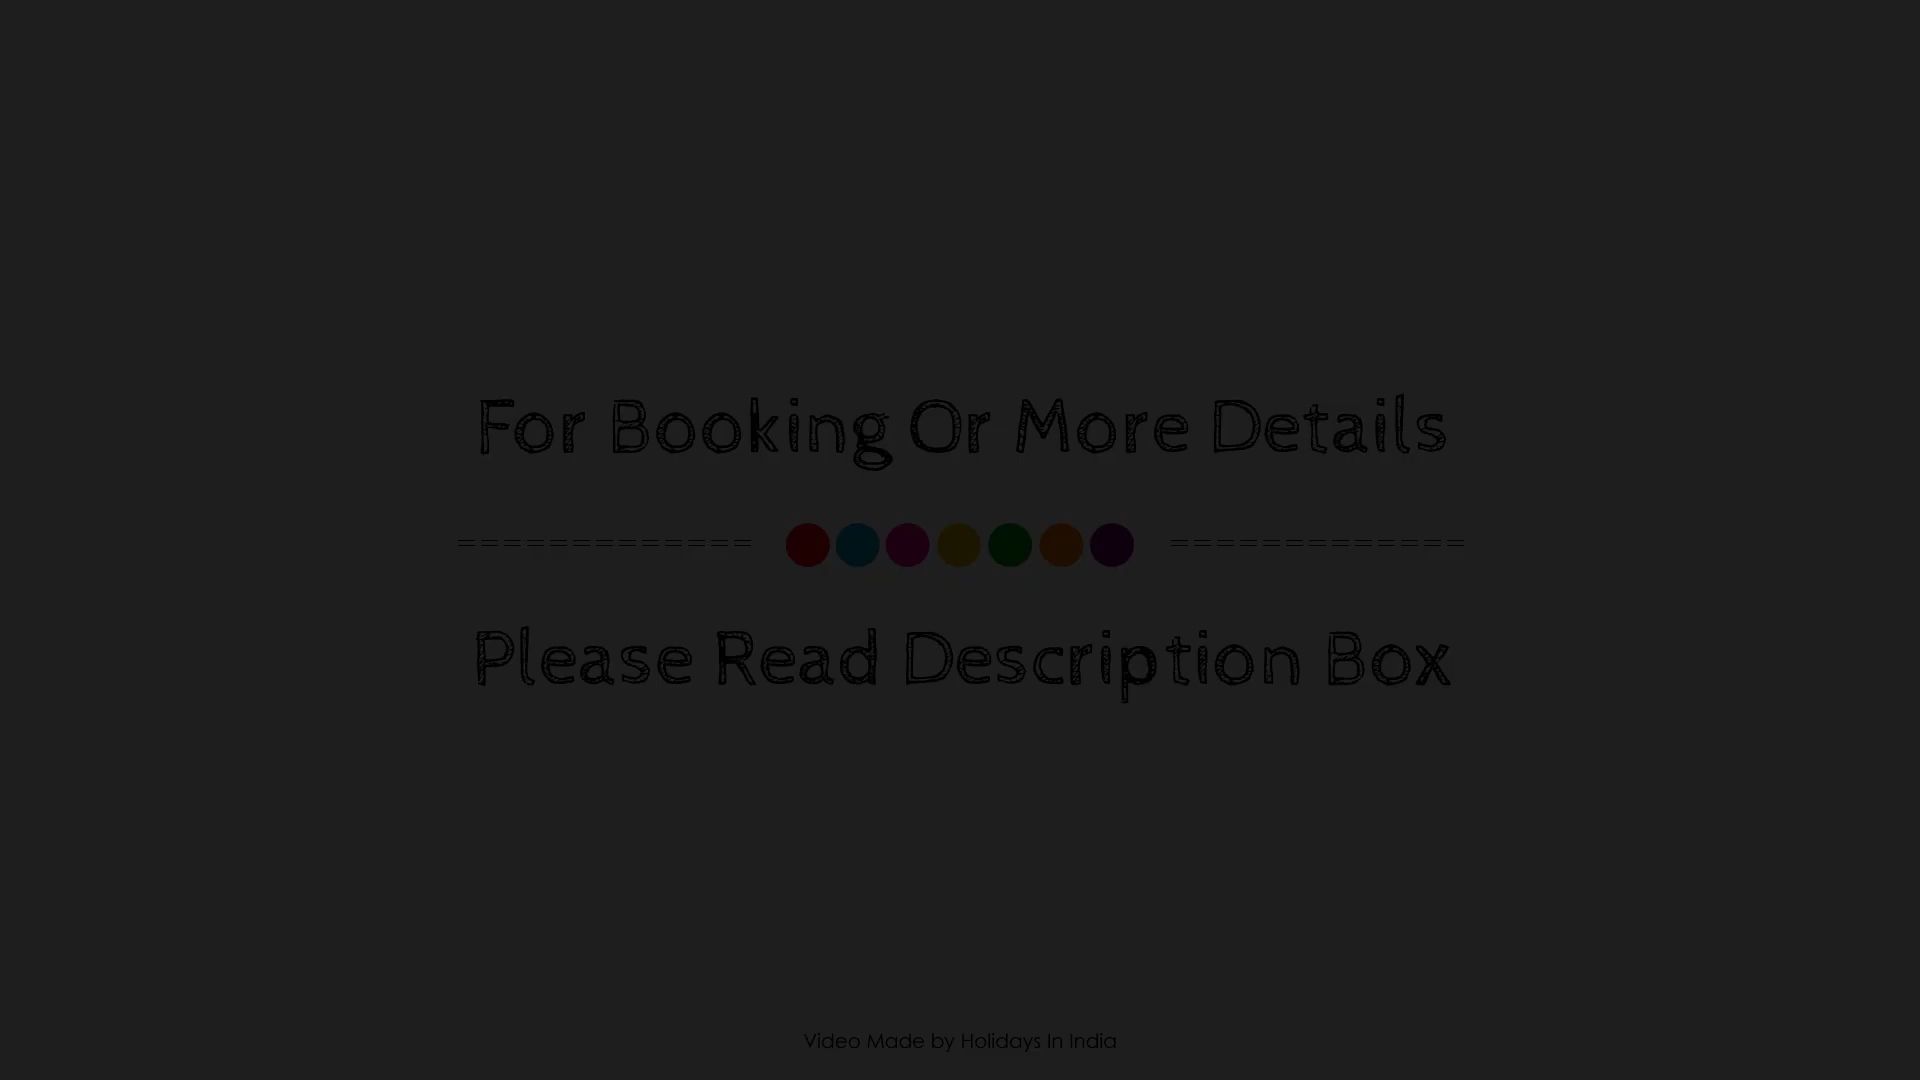 For Booking Or More Details
============= =============
Please Read Description Box
Video Made by Holidays In India